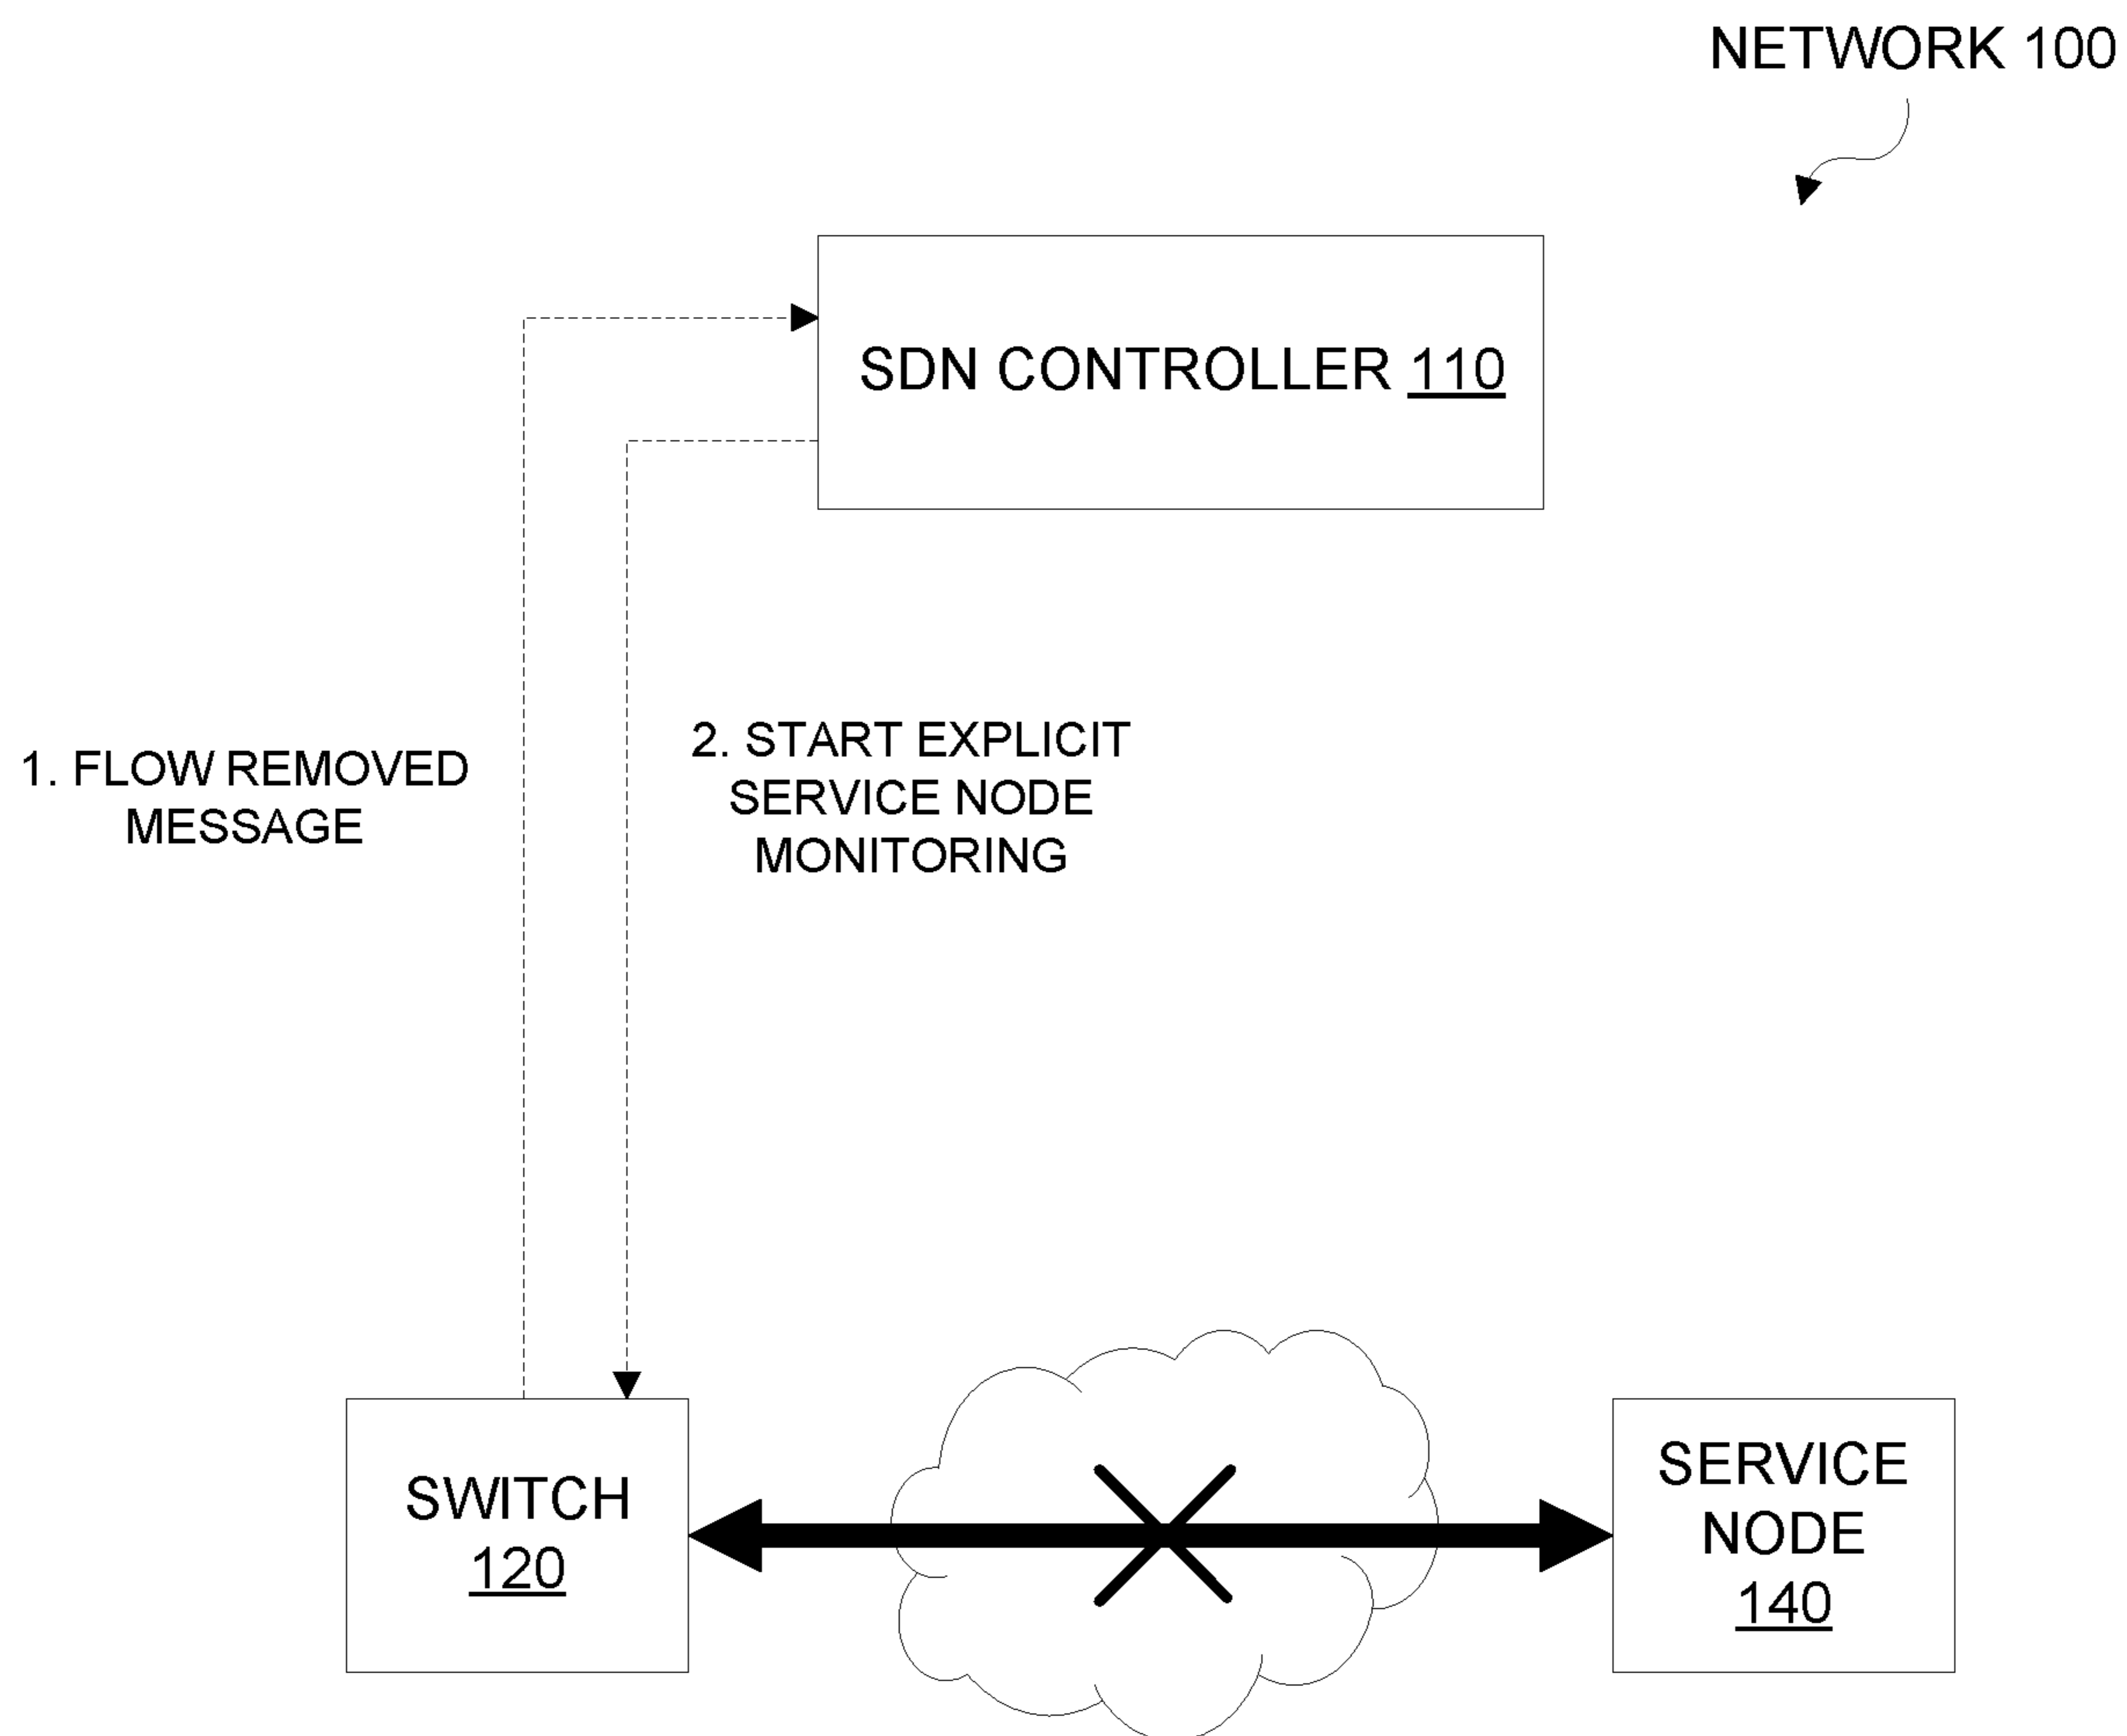 NETWORK 100
SDN CONTROLLER 110
1. FLOW REMOVED
MESSAGE
2. START EXPLICIT
SERVICE NODE
MONITORING
SWITCH
120
SERVICE
NODE
140